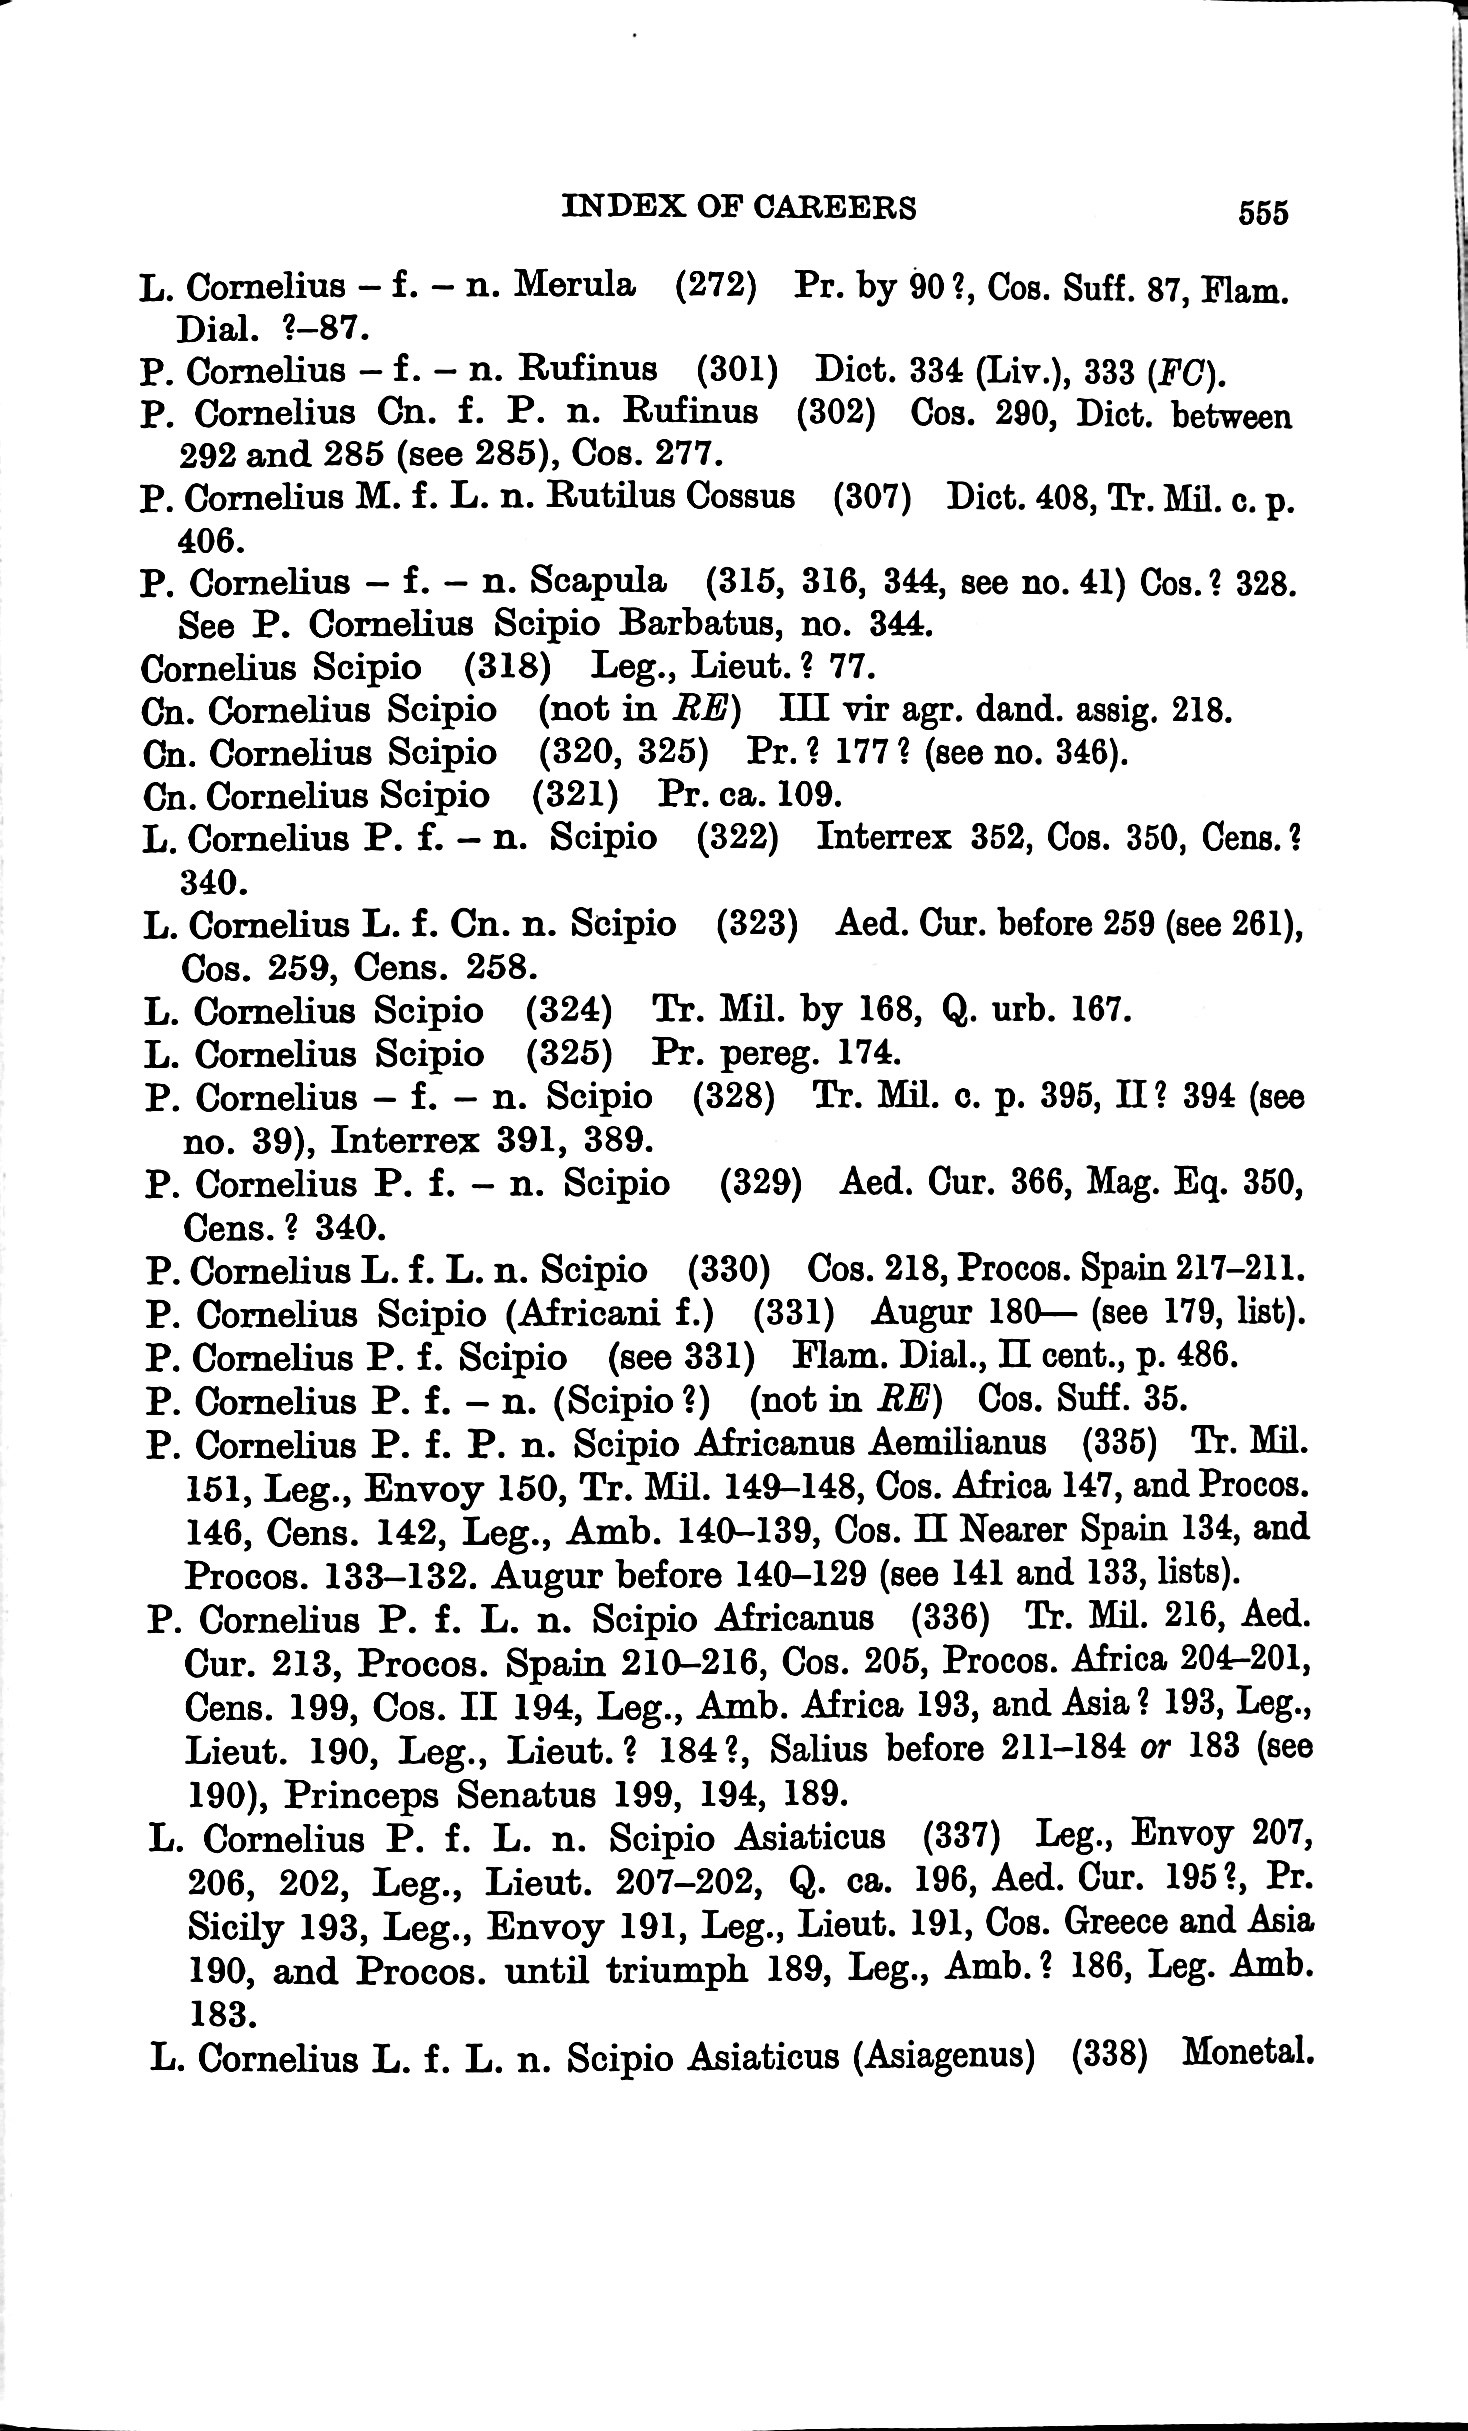 INDEX OF CAREERS 555
L. Cornelius – f. – n. Merula (272) Pr. by 90?, Cos. Suff. 87, Flam.
Dial. ?–87.
P. Cornelius – f. – n. Rufinus (301) Dict. 334 (Liv.), 333 (FC).
P. Cornelius Cn. f. P. n. Rufinus (302) Cos. 290, Dict. between
292 and 285 (see 285), Cos. 277.
P. Cornelius M. f. L. n. Rutilus Cossus (307) Dict. 408, Tr. Mil. c. p.
406.
P. Cornelius – f. – n. Scapula (315, 316, 344, see no. 41) Cos.? 328.
See P. Cornelius Scipio Barbatus, no. 344.
Cornelius Scipio (318) Leg., Lieut.? 77.
Cn. Cornelius Scipio (not in RE) III vir agr. dand. assig. 218.
Cn. Cornelius Scipio (320, 325) Pr.? 177? (see no. 346).
Cn. Cornelius Scipio (321) Pr. ca. 109.
L. Cornelius P. f. – n. Scipio (322) Interrex 352, Cos. 350, Cens.?
340.
L. Cornelius L. f. Cn. n. Scipio (323) Aed. Cur. before 259 (see 261),
Cos. 259, Cens. 258.
L. Cornelius Scipio (324) Tr. Mil. by 168, Q. urb. 167.
L. Cornelius Scipio (325) Pr. pereg. 174.
P. Cornelius – f. – n. Scipio (328) Tr. Mil. c. p. 395, II? 394 (see
no. 39), Interrex 391, 389.
P. Cornelius P. f. – n. Scipio (329) Aed. Cur. 366, Mag. Eq. 350,
Cens.? 340.
P. Cornelius L. f. L. n. Scipio (330) Cos. 218, Procos. Spain 217–211.
P. Cornelius Scipio (Africani f.) (331) Augur 180— (see 179, list).
P. Cornelius P. f. Scipio (see 331) Flam. Dial., II cent., p. 486.
P. Cornelius P. f. – n. (Scipio?) (not in RE) Cos. Suff. 35.
P. Cornelius P. f. P. n. Scipio Africanus Aemilianus (335) Tr. Mil.
151, Leg., Envoy 150, Tr. Mil. 149–148, Cos. Africa 147, and Procos.
146, Cens. 142, Leg., Amb. 140–139, Cos. II Nearer Spain 134, and
Procos. 133–132. Augur before 140–129 (see 141 and 133, lists).
P. Cornelius P. f. L. n. Scipio Africanus (336) Tr. Mil. 216, Aed.
Cur. 213, Procos. Spain 210–216, Cos. 205, Procos. Africa 204–201,
Cens. 199, Cos. II 194, Leg., Amb. Africa 193, and Asia? 193, Leg.,
Lieut. 190, Leg., Lieut.? 184?, Salius before 211–184 or 183 (see
190), Princeps Senatus 199, 194, 189.
L. Cornelius P. f. L. n. Scipio Asiaticus (337) Leg., Envoy 207,
206, 202, Leg., Lieut. 207–202, Q. ca. 196, Aed. Cur. 195?, Pr.
Sicily 193, Leg., Envoy 191, Leg., Lieut. 191, Cos. Greece and Asia
190, and Procos. until triumph 189, Leg., Amb.? 186, Leg. Amb.
183.
L. Cornelius L. f. L. n. Scipio Asiaticus (Asiagenus) (338) Monetal.